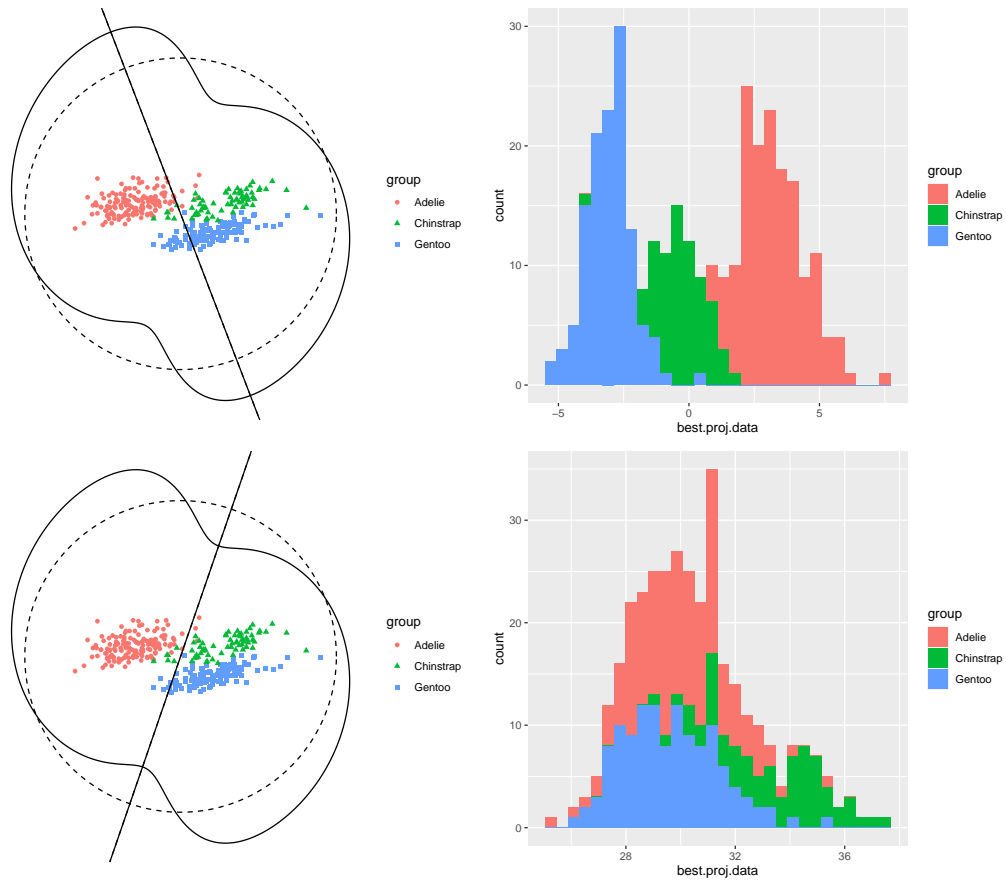 group
Adelie
Chinstrap
Gentoo
30
20
10
0
count
−5
0
5
best.proj.data
group
Adelie
Chinstrap
Gentoo
group
Adelie
Chinstrap
Gentoo
30
20
10
0
count
28
32
36
best.proj.data
group
Adelie
Chinstrap
Gentoo